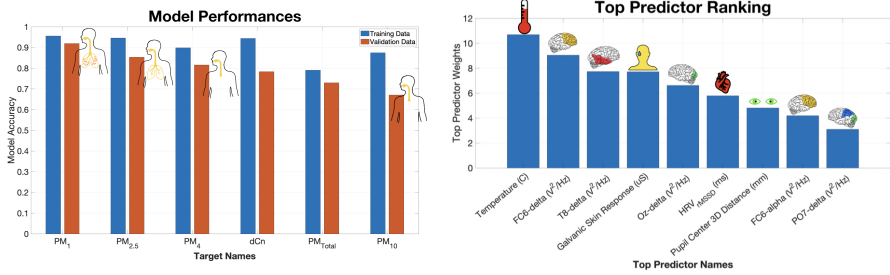 Model Performances
Training Data
Validation Data
Model Accuracy
1
0.9
0.8
0.7
0.6
0.5
0.4
0.3
0.2
0.1
0
PM1
PM2.5
PM4
dCn
PMTotal
PM10
Target Names
Top Predictor Ranking
Top Predictor Weights
12
10
8
6
4
2
0
Temperature (C)
FC6-delta (V²/Hz)
T8-delta (V²/Hz)
Galvanic Skin Response (uS)
Oz-delta (V²/Hz)
HRV rMSSD (ms)
Pupil Center 3D Distance (mm)
FC6-alpha (V²/Hz)
PO7-delta (V²/Hz)
Top Predictor Names